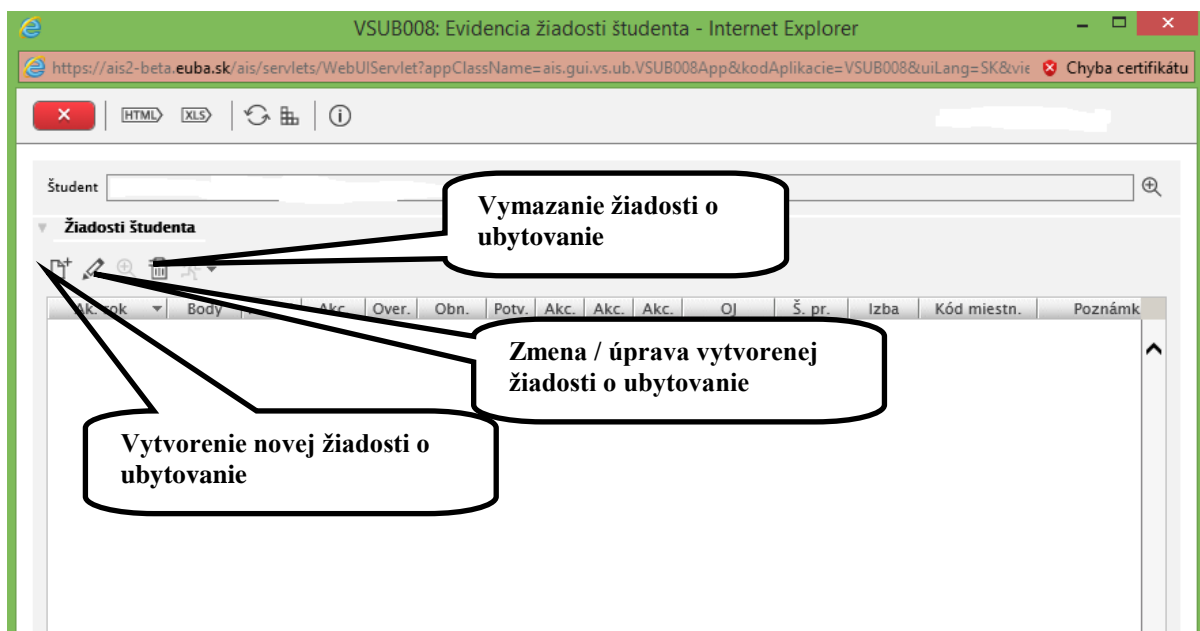 VSUB008: Evidencia žiadosti študenta - Internet Explorer
https://ais2-beta.euba.sk/ais/servlets/WebUIServlet?appClassName=ais.gui.vs.ub.VSUB008App&kodAplikacie=VSUB008&uiLang=SK&vie Chyba certifikátu
HTML XLS
Študent
Vymazanie žiadosti o
ubytovanie
Žiadosti študenta
Ak. rok Body Akc. Over. Obn. Potv. Akc. Akc. Akc. OJ Š. pr. Izba Kód miestn. Poznámk
Zmena / úprava vytvorenej
žiadosti o ubytovanie
Vytvorenie novej žiadosti o
ubytovanie